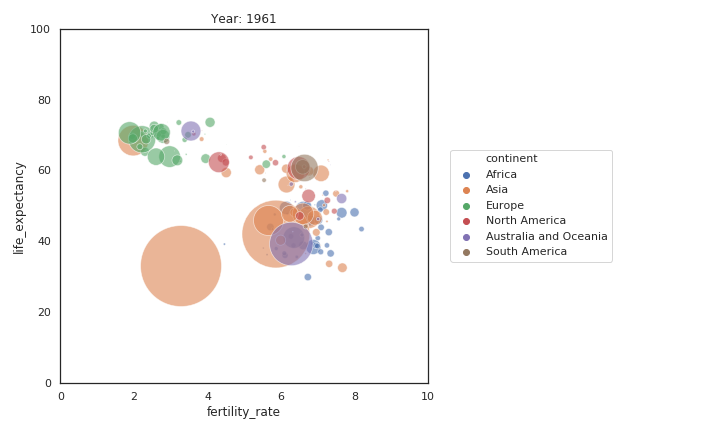 Year: 1961
100
80
60
40
20
0
life_expectancy
0 2 4 6 8 10
fertility_rate
continent
Africa
Asia
Europe
North America
Australia and Oceania
South America